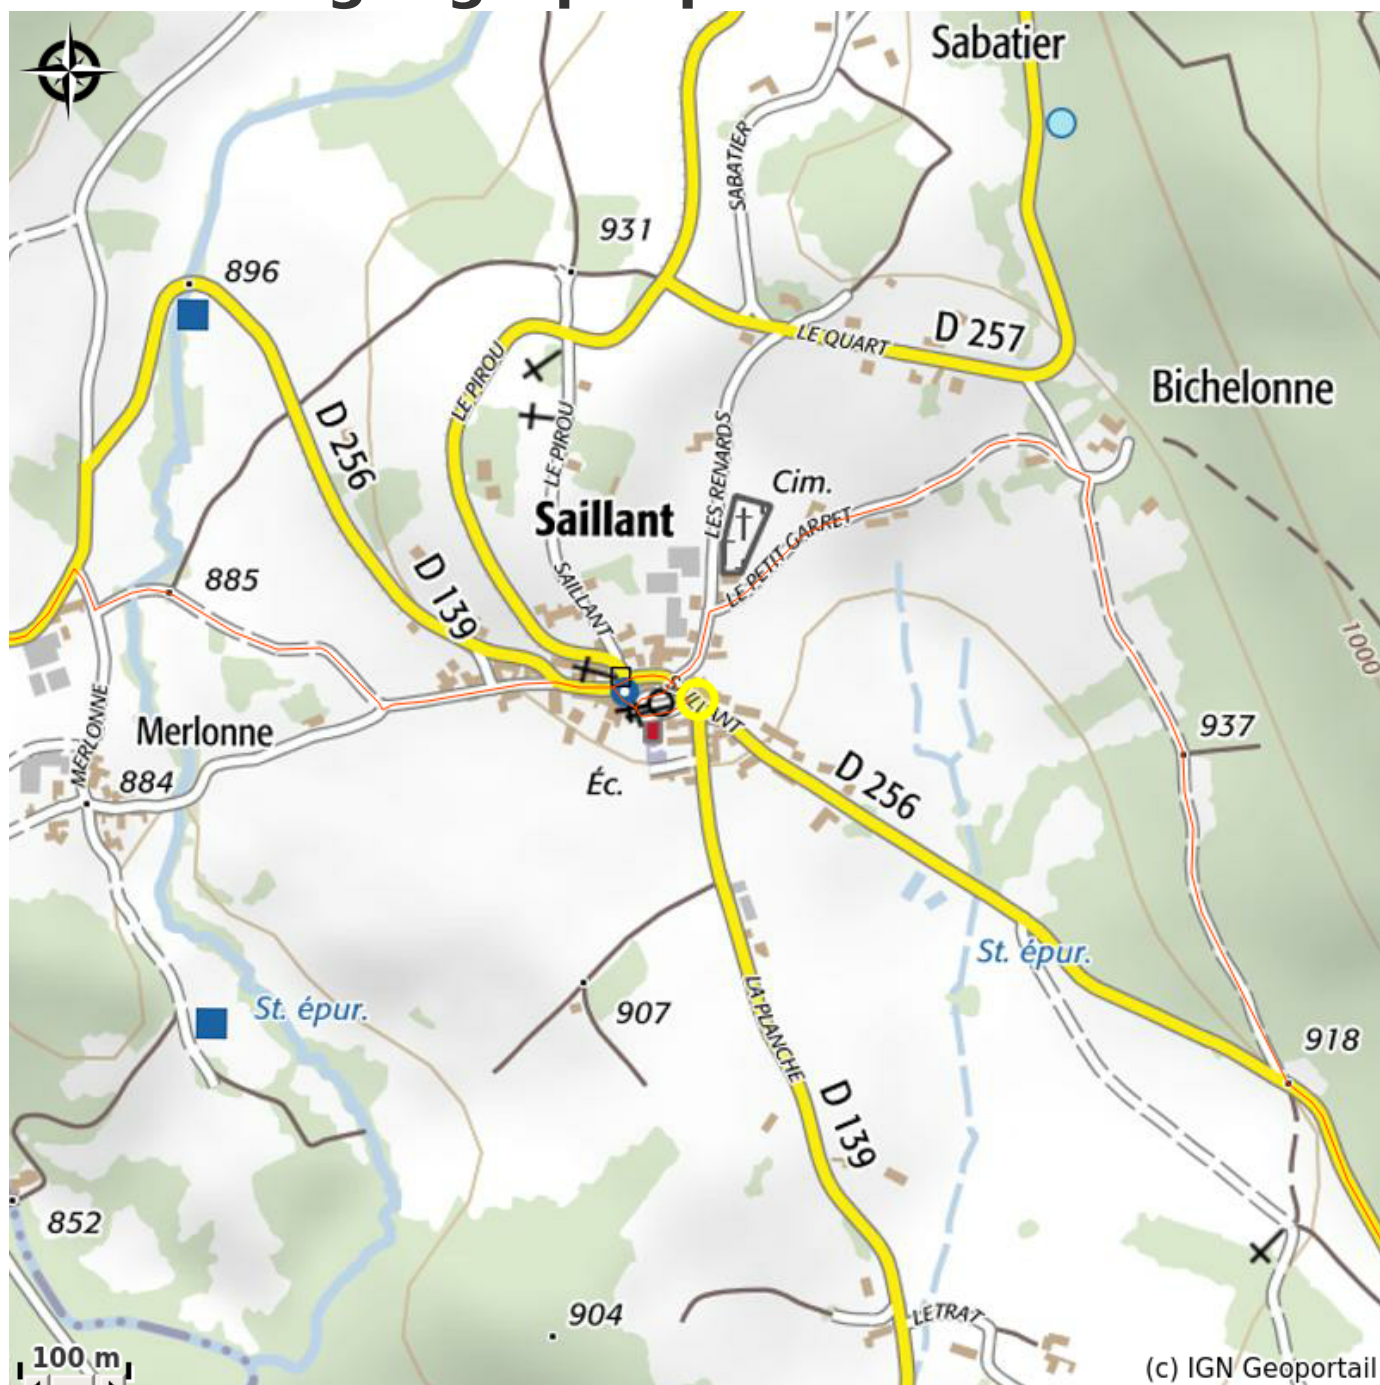 Sabatier
SABATIER
931
896
D 257
LE QUART
LE PIROU
Bichelonne
D 256
LE PIROU
LES RENARDS
Cim.
Saillant
LE PETIT GARRET
D 139
885
SAILLANT
1000
SAILLANT
MERLONNE
Merlonne
937
884
Éc.
D 256
St. épur.
LA PLANCHE
St. épur.
907
918
D 139
852
904
LETRAT
100 m
(c) IGN Geoportail